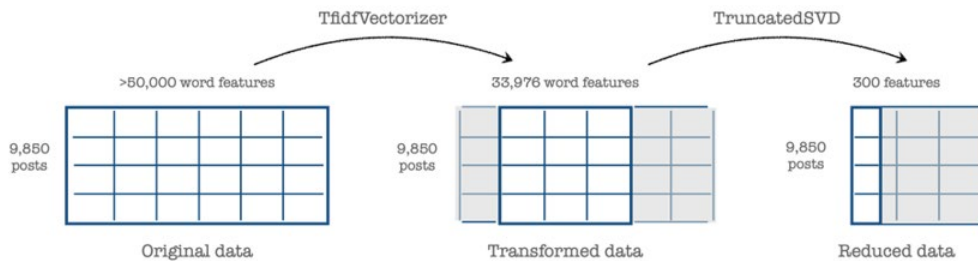 TfidfVectorizer
TruncatedSVD
>50,000 word features
33,976 word features
300 features
9,850
posts
9,850
posts
9,850
posts
Original data
Transformed data
Reduced data